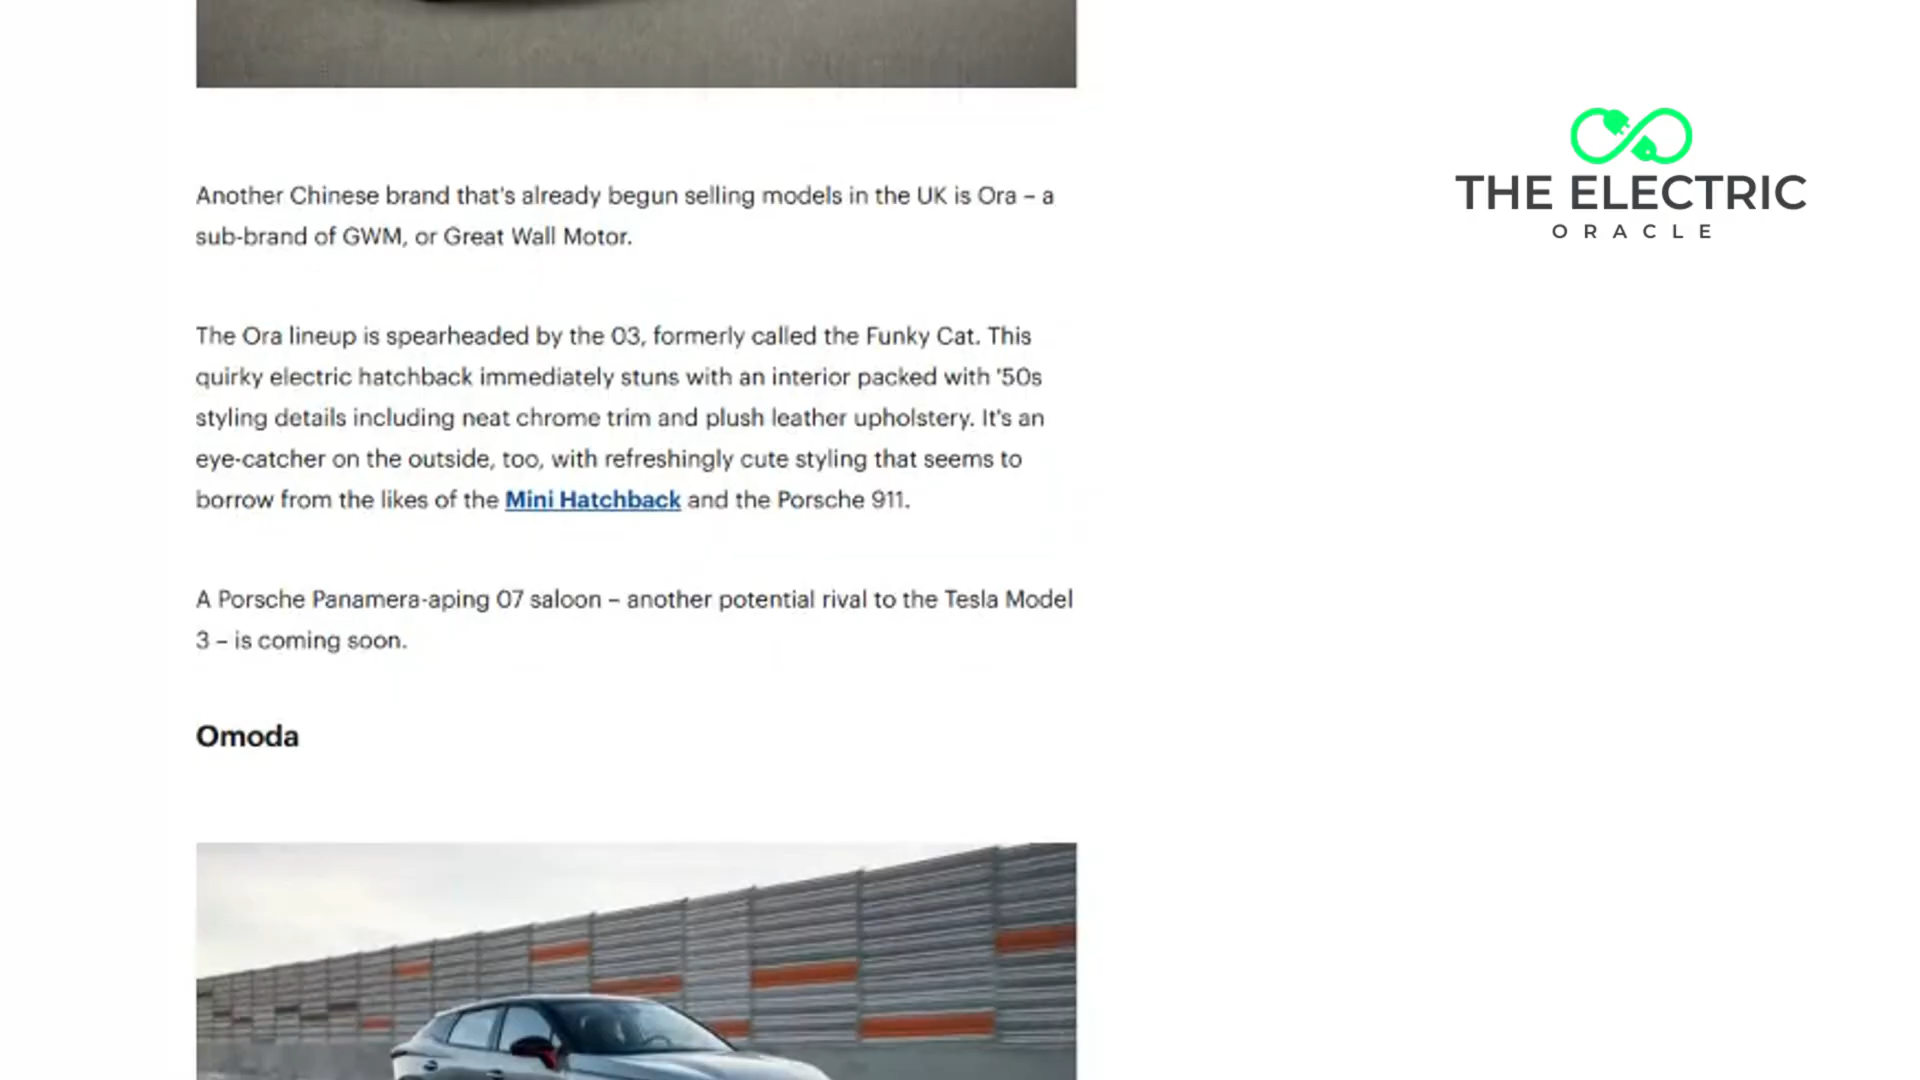 THE ELECTRIC
ORACLE
Another Chinese brand that's already begun selling models in the UK is Ora – a
sub-brand of GWM, or Great Wall Motor.
The Ora lineup is spearheaded by the 03, formerly called the Funky Cat. This
quirky electric hatchback immediately stuns with an interior packed with '50s
styling details including neat chrome trim and plush leather upholstery. It's an
eye-catcher on the outside, too, with refreshingly cute styling that seems to
borrow from the likes of the Mini Hatchback and the Porsche 911.
A Porsche Panamera-aping 07 saloon – another potential rival to the Tesla Model
3 – is coming soon.
Omoda